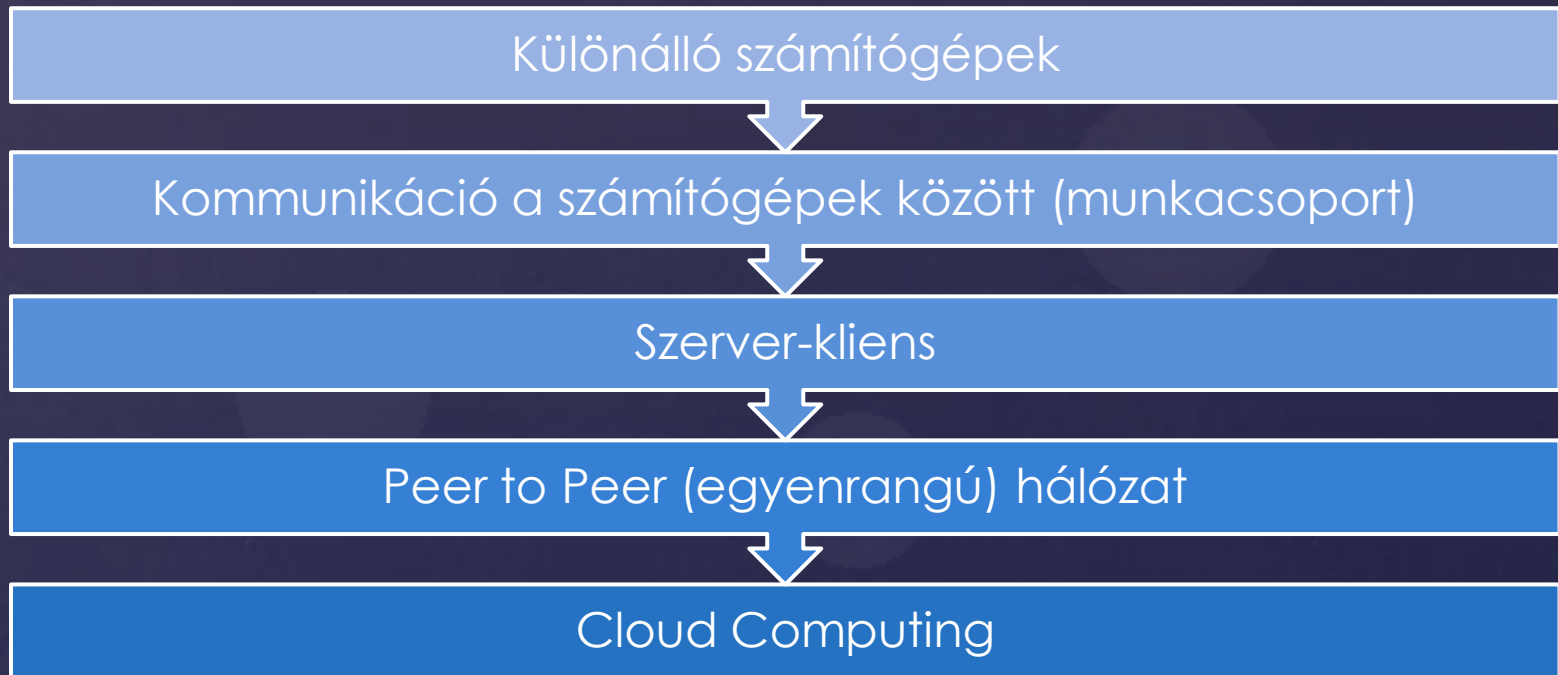 Különálló számítógépek
Kommunikáció a számítógépek között (munkacsoport)
Szerver-kliens
Peer to Peer (egyenrangú) hálózat
Cloud Computing